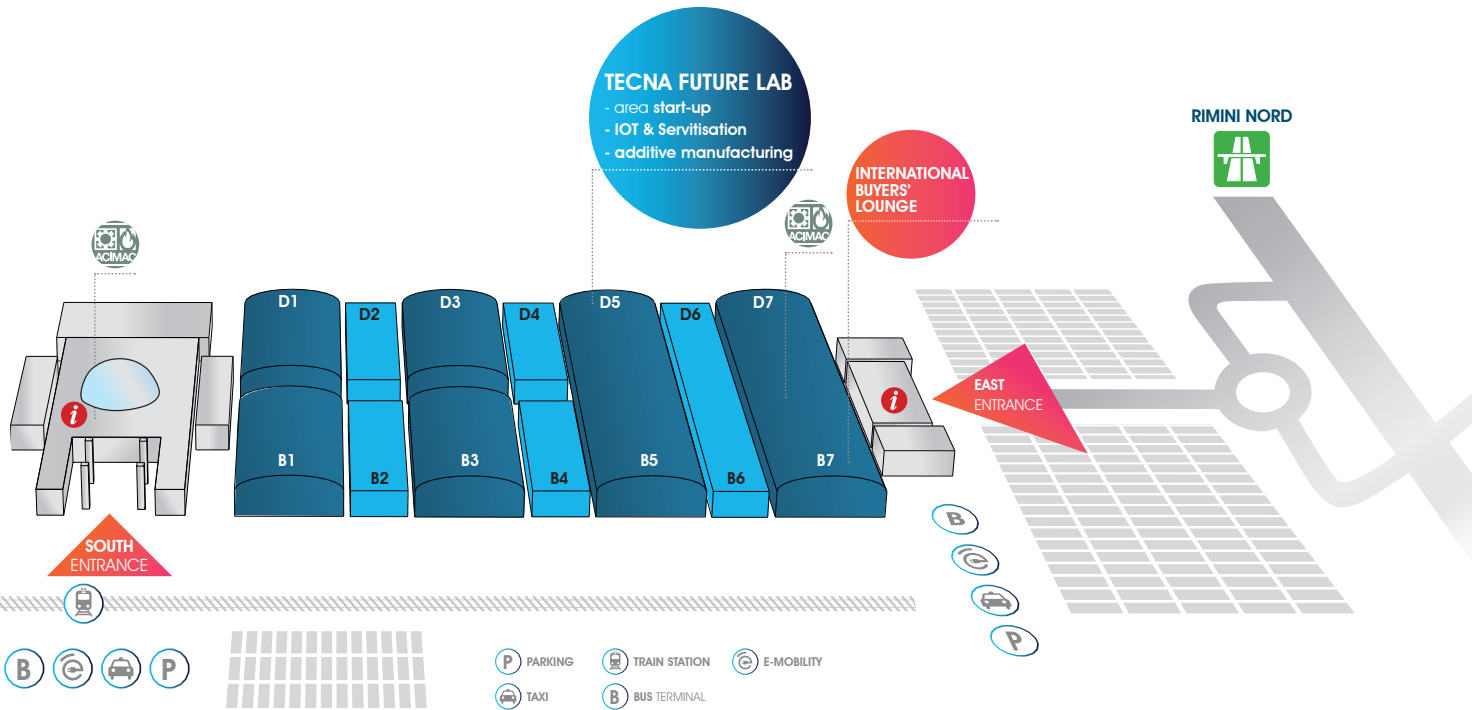 TECNA FUTURE LAB
- area start-up
- IOT & Servitisation
- additive manufacturing
RIMINI NORD
INTERNATIONAL
BUYERS'
LOUNGE
ACIMAC
ACIMAC
D1
D2
D3
D4
D5
D6
D7
i
i
EAST
ENTRANCE
B1
B2
B3
B4
B5
B6
B7
SOUTH
ENTRANCE
B
e
P
B
e
P
P PARKING
TRAIN STATION
e E-MOBILITY
TAXI
B BUS TERMINAL